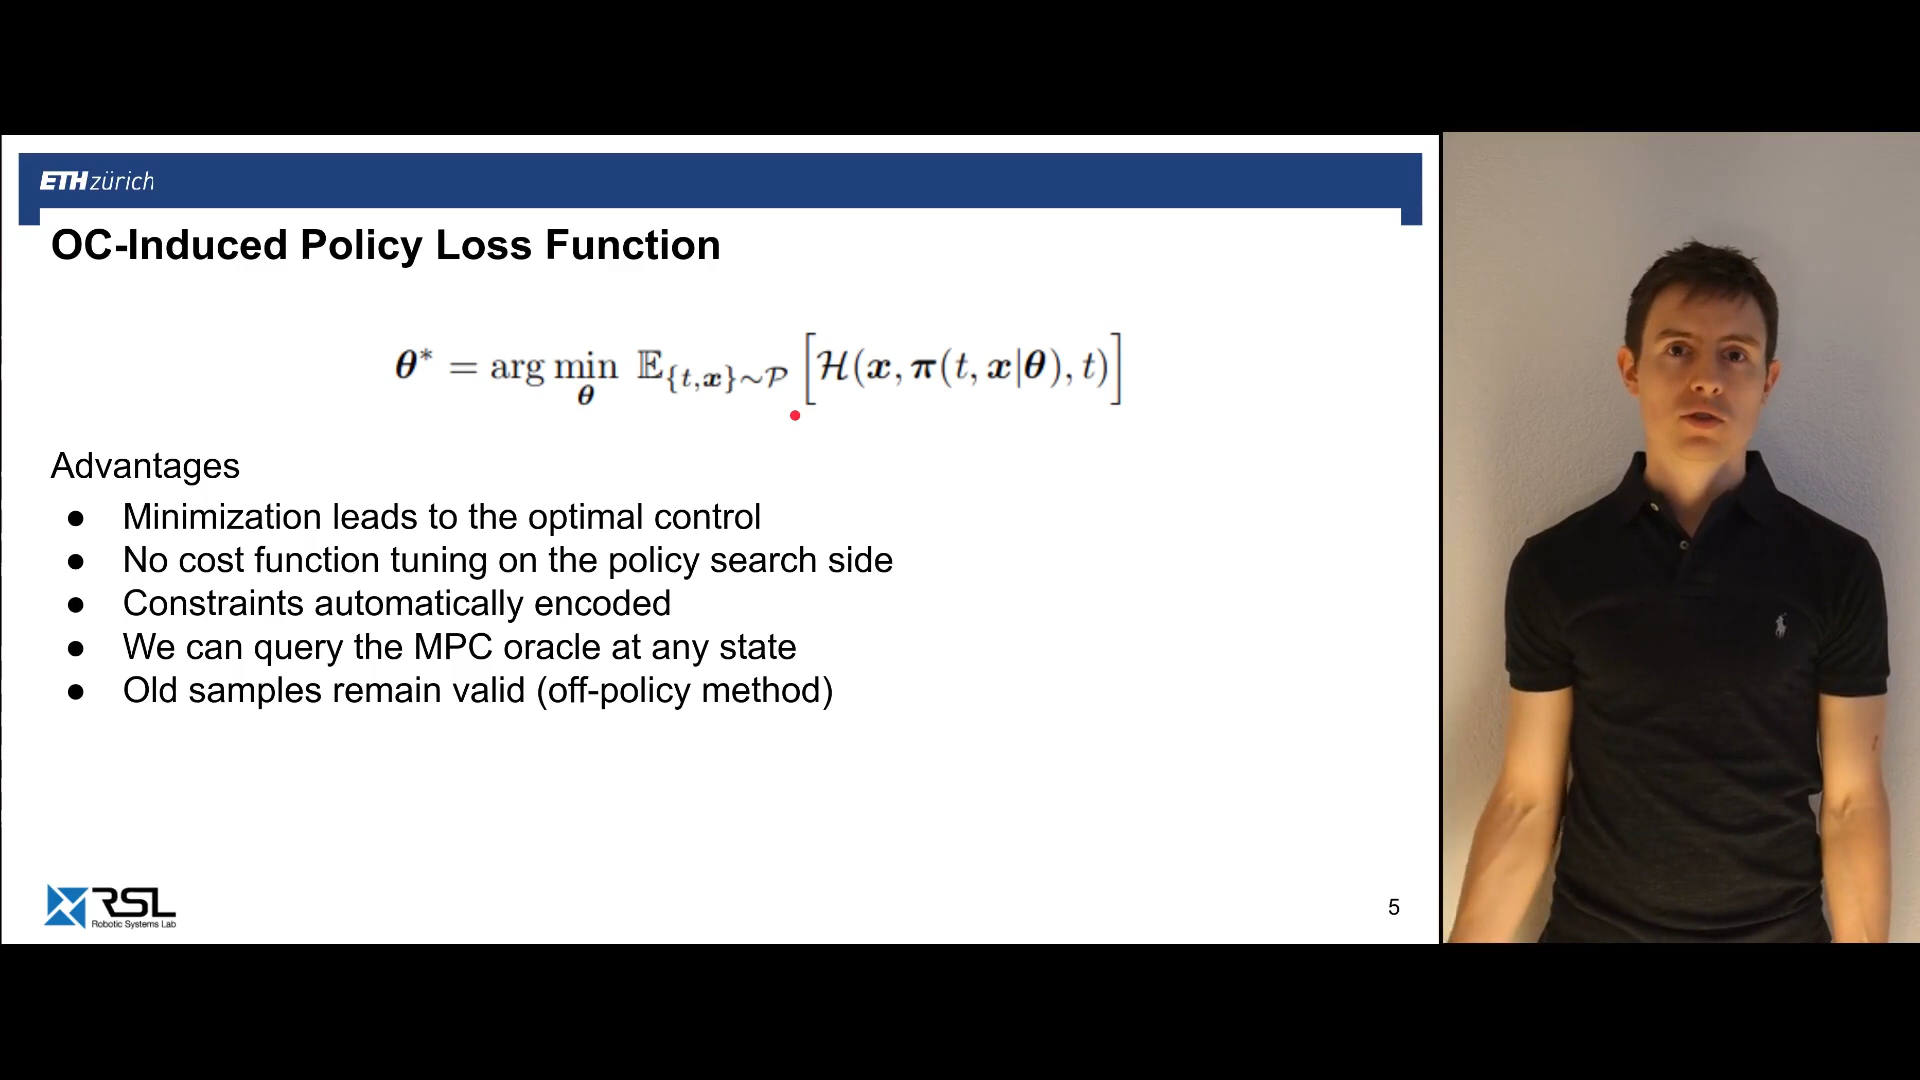 ETH zürich
OC-Induced Policy Loss Function
θ* = arg min_θ 𝔼_{t,x}∼𝒫 [ℋ(x, π(t, x|θ), t)]
Advantages
● Minimization leads to the optimal control
● No cost function tuning on the policy search side
● Constraints automatically encoded
● We can query the MPC oracle at any state
● Old samples remain valid (off-policy method)
RSL
Robotic Systems Lab
5